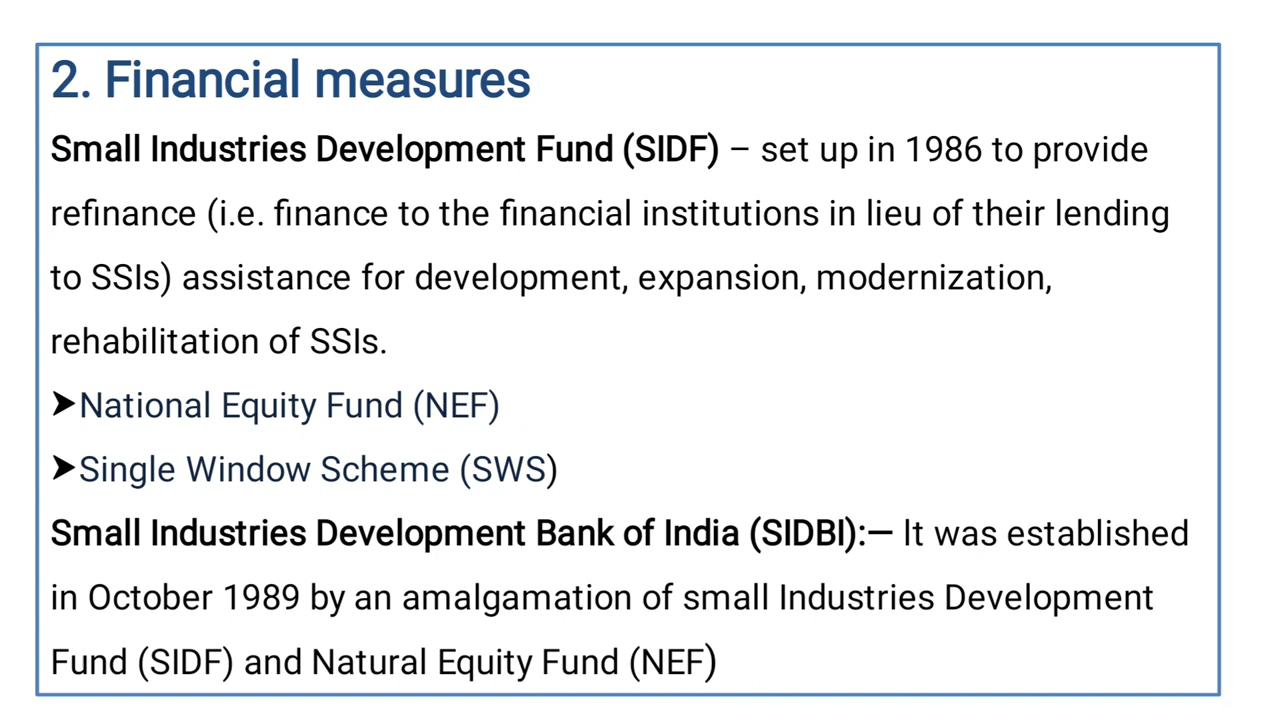 2. Financial measures
Small Industries Development Fund (SIDF) – set up in 1986 to provide
refinance (i.e. finance to the financial institutions in lieu of their lending
to SSIs) assistance for development, expansion, modernization,
rehabilitation of SSIs.
➤National Equity Fund (NEF)
➤Single Window Scheme (SWS)
Small Industries Development Bank of India (SIDBI):— It was established
in October 1989 by an amalgamation of small Industries Development
Fund (SIDF) and Natural Equity Fund (NEF)